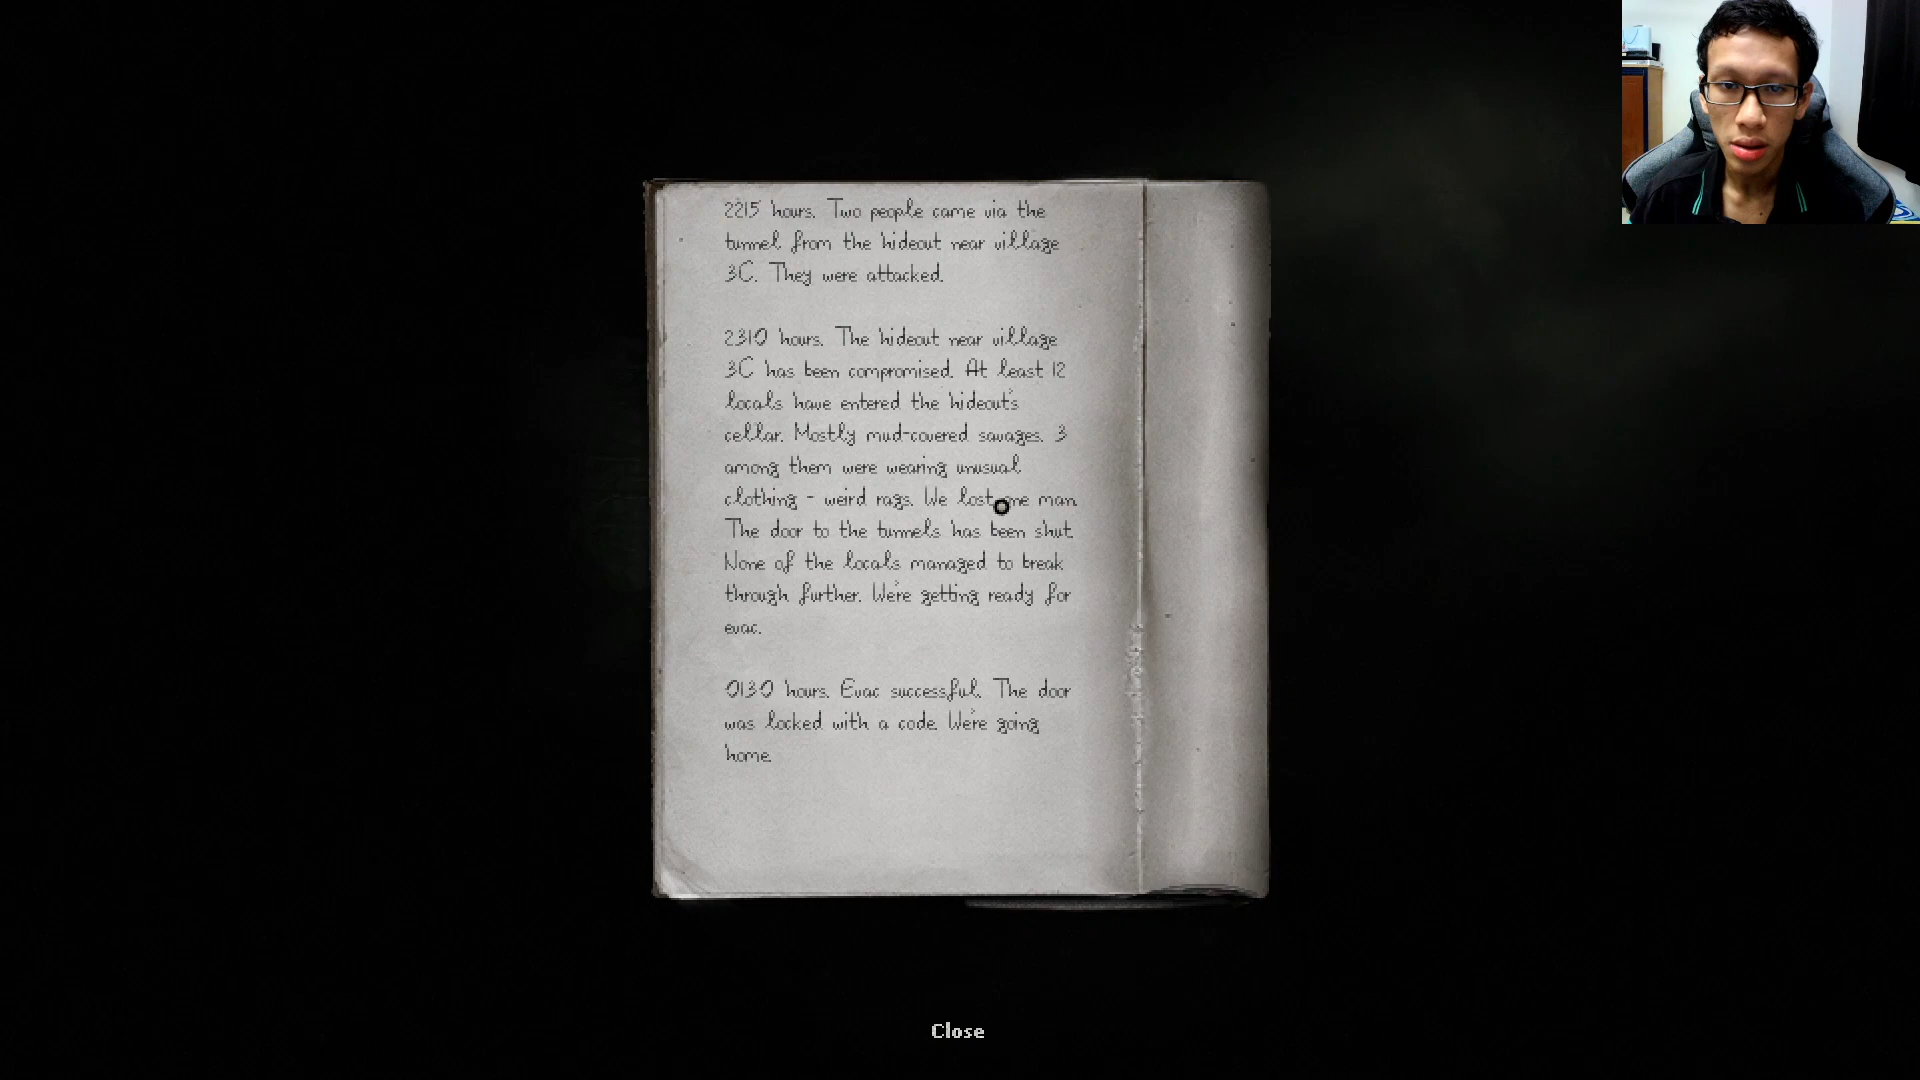 2215 hours. Two people came via the
tunnel from the hideout near village
3C. They were attacked.
2310 hours. The hideout near village
3C has been compromised. At least 12
locals have entered the hideout's
cellar. Mostly mud-covered savages. 3
among them were wearing unusual
clothing - weird rags. We lost one man.
The door to the tunnels has been shut.
None of the locals managed to break
through further. We're getting ready for
evac.
0130 hours. Evac successful. The door
was locked with a code. We're going
home.
Close